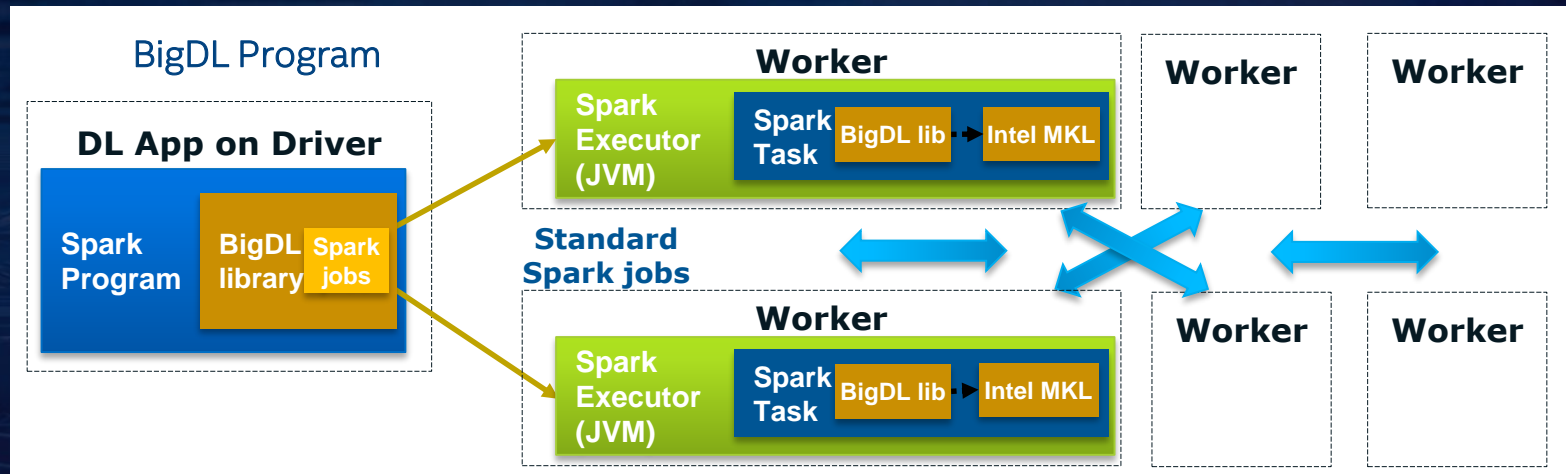 BigDL Program
DL App on Driver
Spark
Program
BigDL
library
Spark
jobs
Standard
Spark jobs
Worker
Spark
Executor
(JVM)
Spark
Task
BigDL lib
Intel MKL
Worker
Worker
Worker
Spark
Executor
(JVM)
Spark
Task
BigDL lib
Intel MKL
Worker
Worker